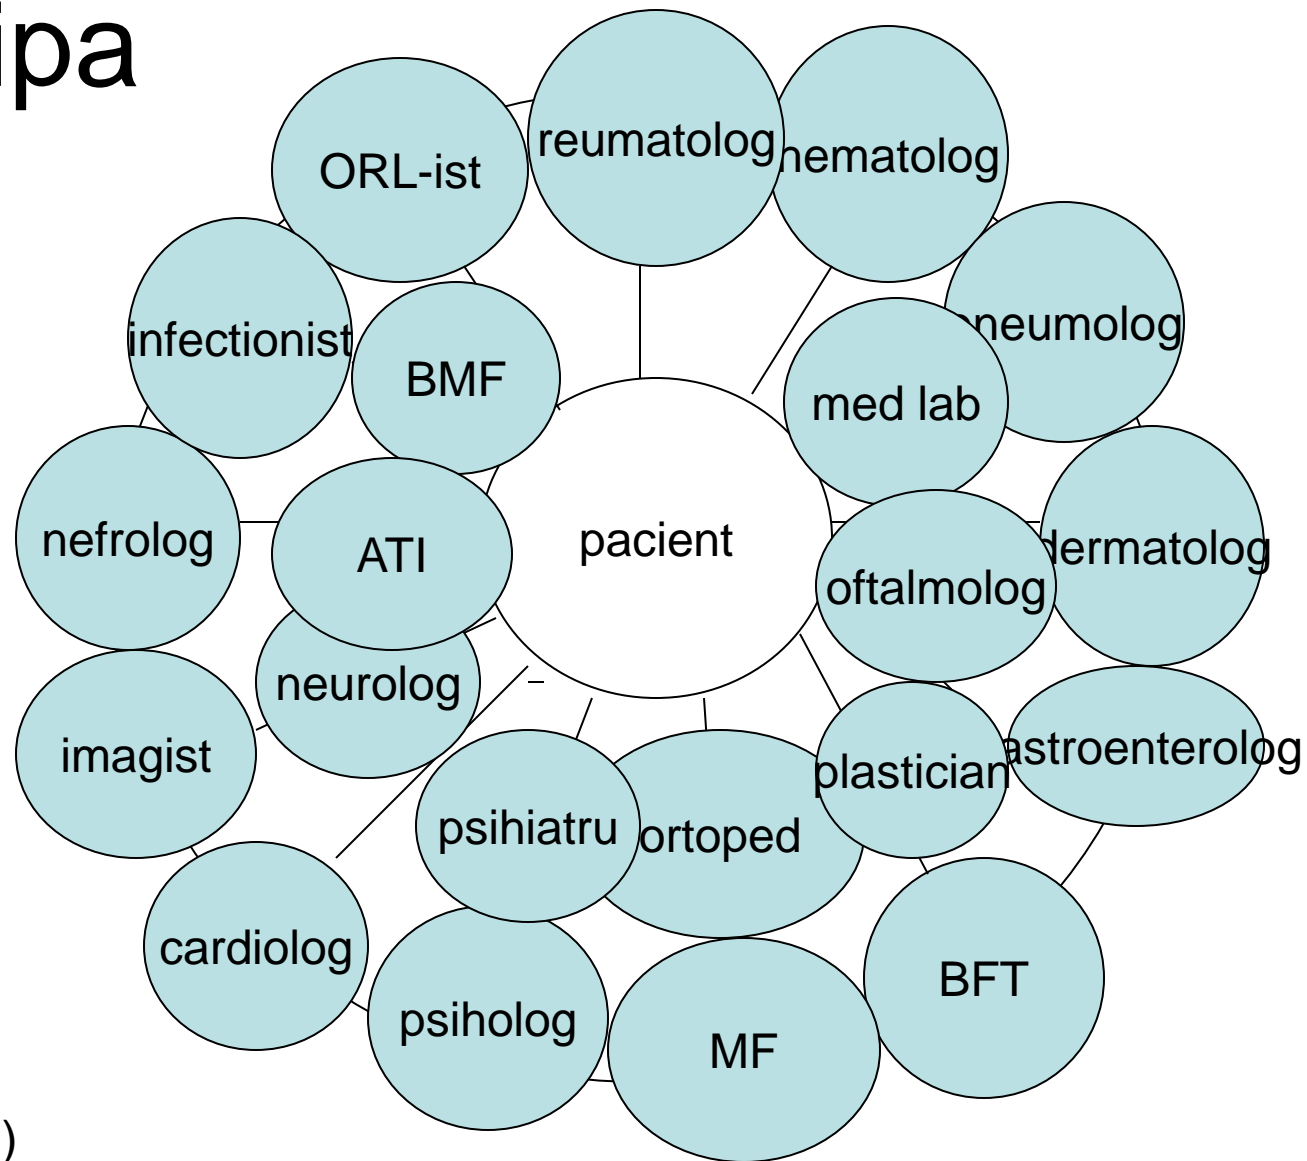 ipa
reumatolog
hematolog
ORL-ist
pneumolog
infectionist
BMF
med lab
nefrolog
ATI
pacient
dermatolog
oftalmolog
neurolog
imagist
astroenterolog
plastician
psihiatru
ortoped
cardiolog
BFT
psiholog
MF
)